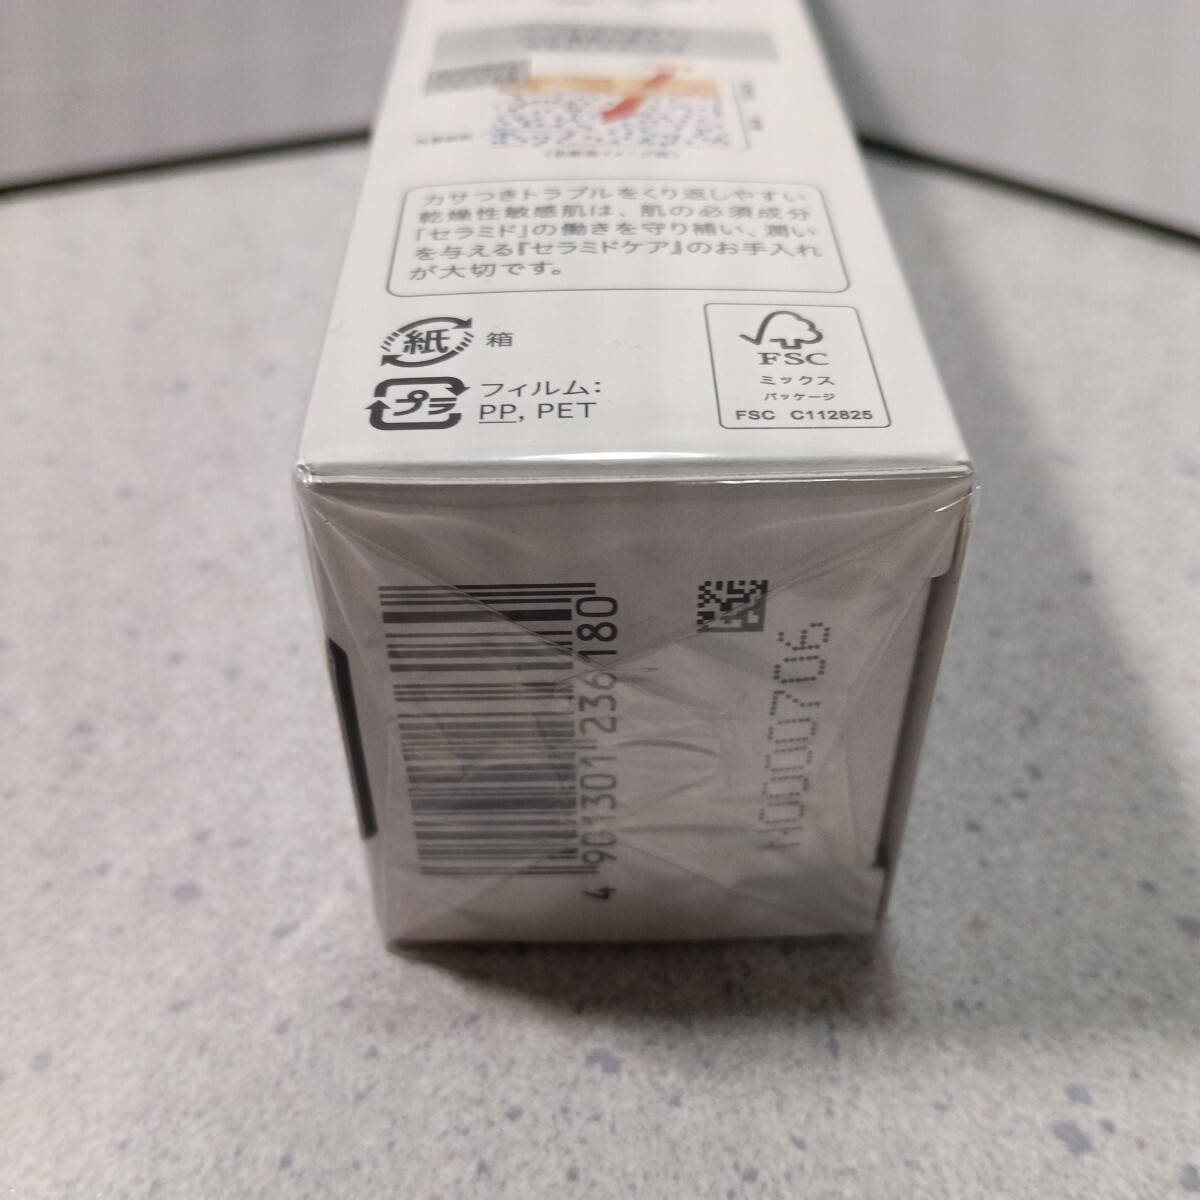 カサつきトラブルをくり返しやすい
乾燥性敏感肌は、肌の必須成分
「セラミド」の働きを守り補い、潤い
を与える『セラミドケア』のお手入れ
が大切です。
紙 箱
プラ フィルム:
PP, PET
FSC
ミックス
パッケージ
FSC C112825
4 901301 236180